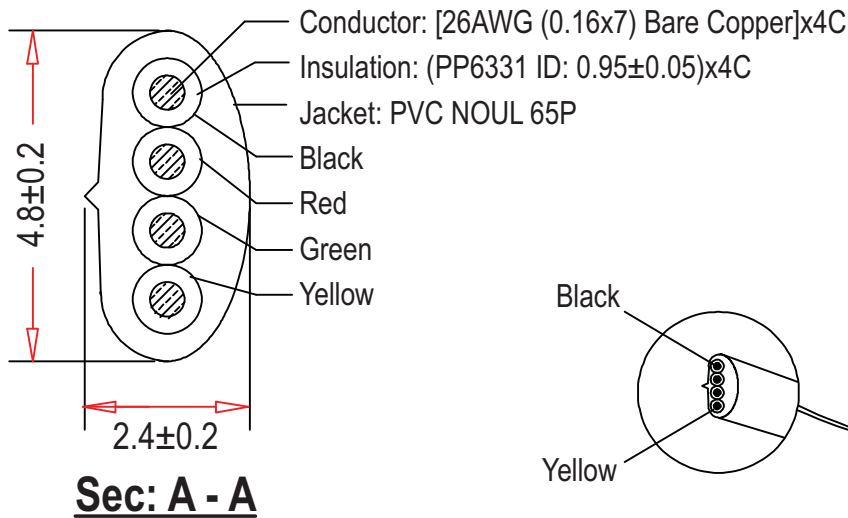 Conductor: [26AWG (0.16x7) Bare Copper]x4C
Insulation: (PP6331 ID: 0.95±0.05)x4C
Jacket: PVC NOUL 65P
Black
Red
Green
Yellow
4.8±0.2
2.4±0.2
Sec: A - A
Black
Yellow